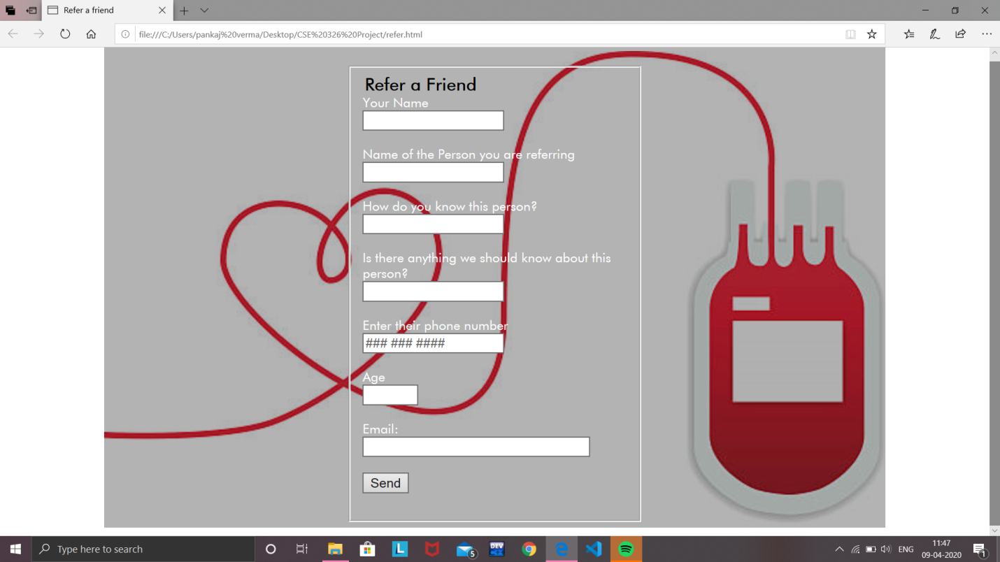 Refer a friend
file:///C:/Users/pankaj%20verma/Desktop/CSE%20326%20Project/refer.html
Refer a Friend
Your Name
Name of the Person you are referring
How do you know this person?
Is there anything we should know about this
person?
Enter their phone number
### ### ####
Age
Email:
Send
Type here to search
L
5
DEV
ENG
11:47
09-04-2020
1